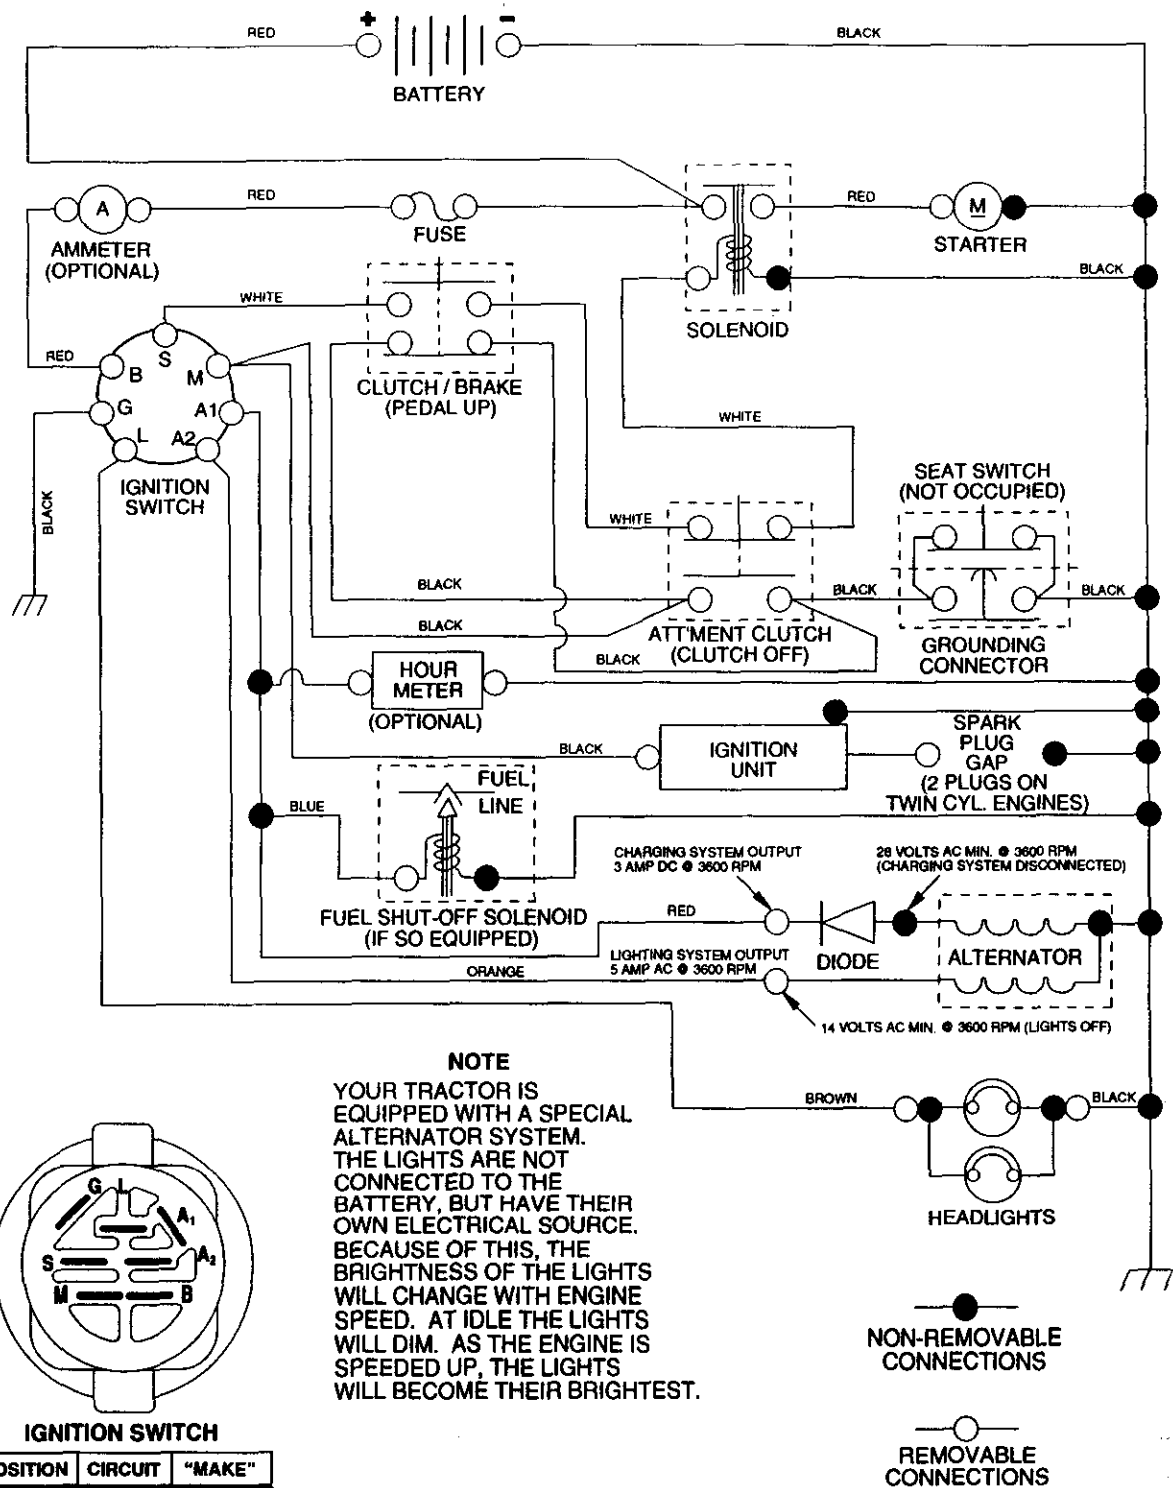 +
-
RED
BLACK
BATTERY
A
RED
FUSE
RED
M
STARTER
AMMETER
(OPTIONAL)
WHITE
BLACK
SOLENOID
RED
S
B
M
G
A1
L
A2
CLUTCH / BRAKE
(PEDAL UP)
IGNITION
SWITCH
BLACK
WHITE
SEAT SWITCH
(NOT OCCUPIED)
WHITE
BLACK
BLACK
BLACK
BLACK
ATT'MENT CLUTCH
(CLUTCH OFF)
BLACK
GROUNDING
CONNECTOR
HOUR
METER
(OPTIONAL)
BLACK
IGNITION
UNIT
SPARK
PLUG
GAP
(2 PLUGS ON
TWIN CYL. ENGINES)
FUEL
LINE
BLUE
FUEL SHUT-OFF SOLENOID
(IF SO EQUIPPED)
CHARGING SYSTEM OUTPUT
3 AMP DC @ 3600 RPM
28 VOLTS AC MIN. @ 3600 RPM
(CHARGING SYSTEM DISCONNECTED)
RED
DIODE
ALTERNATOR
LIGHTING SYSTEM OUTPUT
5 AMP AC @ 3600 RPM
ORANGE
14 VOLTS AC MIN. @ 3600 RPM (LIGHTS OFF)
NOTE
YOUR TRACTOR IS
EQUIPPED WITH A SPECIAL
ALTERNATOR SYSTEM.
THE LIGHTS ARE NOT
CONNECTED TO THE
BATTERY, BUT HAVE THEIR
OWN ELECTRICAL SOURCE.
BECAUSE OF THIS, THE
BRIGHTNESS OF THE LIGHTS
WILL CHANGE WITH ENGINE
SPEED. AT IDLE THE LIGHTS
WILL DIM. AS THE ENGINE IS
SPEEDED UP, THE LIGHTS
WILL BECOME THEIR BRIGHTEST.
BROWN
BLACK
HEADLIGHTS
G
L
A1
S
A2
M
B
IGNITION SWITCH
OSITION CIRCUIT "MAKE"
NON-REMOVABLE
CONNECTIONS
REMOVABLE
CONNECTIONS